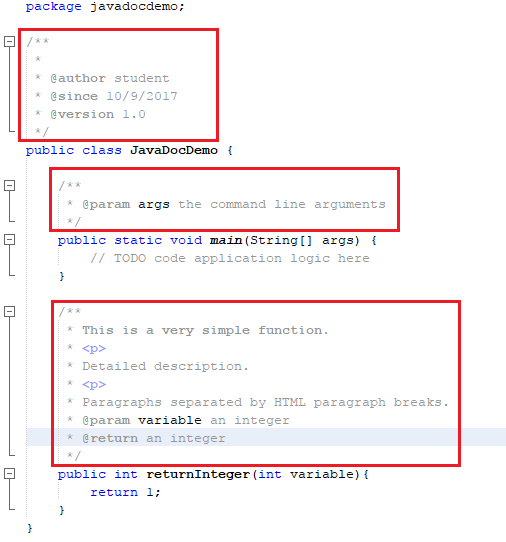 package javadocdemo;
/**
 *
 * @author student
 * @since 10/9/2017
 * @version 1.0
 */
public class JavaDocDemo {
    /**
     * @param args the command line arguments
     */
    public static void main(String[] args) {
        // TODO code application logic here
    }
    /**
     * This is a very simple function.
     * <p>
     * Detailed description.
     * <p>
     * Paragraphs separated by HTML paragraph breaks.
     * @param variable an integer
     * @return an integer
     */
    public int returnInteger(int variable){
        return 1;
    }
}